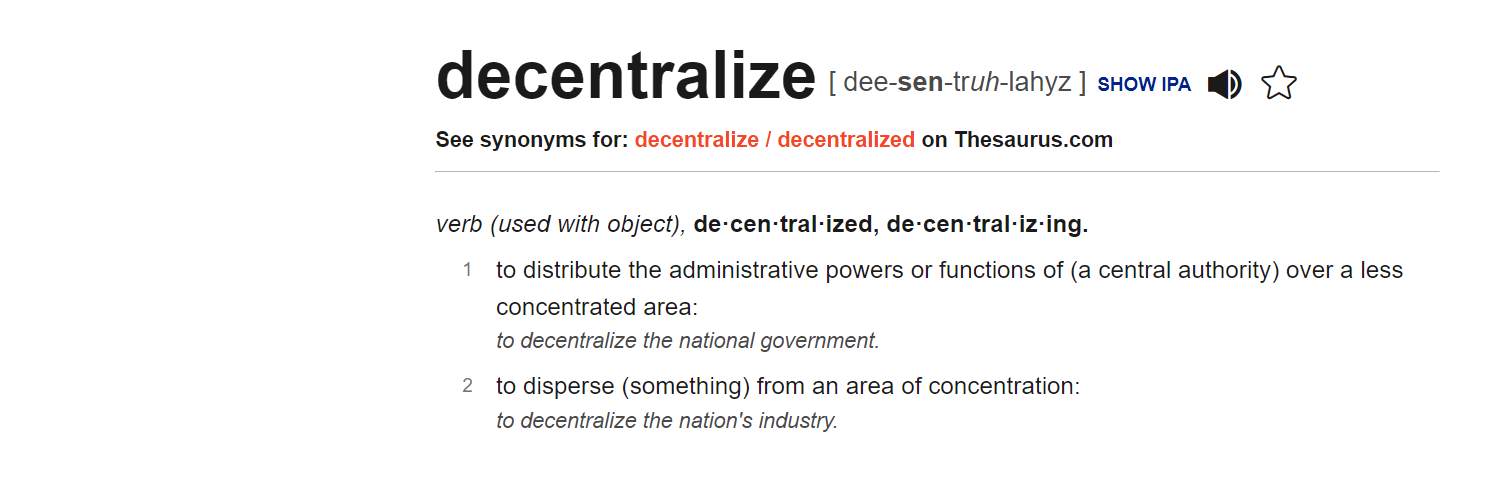 decentralize [ dee-sen-truh-lahyz ] SHOW IPA
See synonyms for: decentralize / decentralized on Thesaurus.com
verb (used with object), de·cen·tral·ized, de·cen·tral·iz·ing.
1 to distribute the administrative powers or functions of (a central authority) over a less
concentrated area:
to decentralize the national government.
2 to disperse (something) from an area of concentration:
to decentralize the nation's industry.